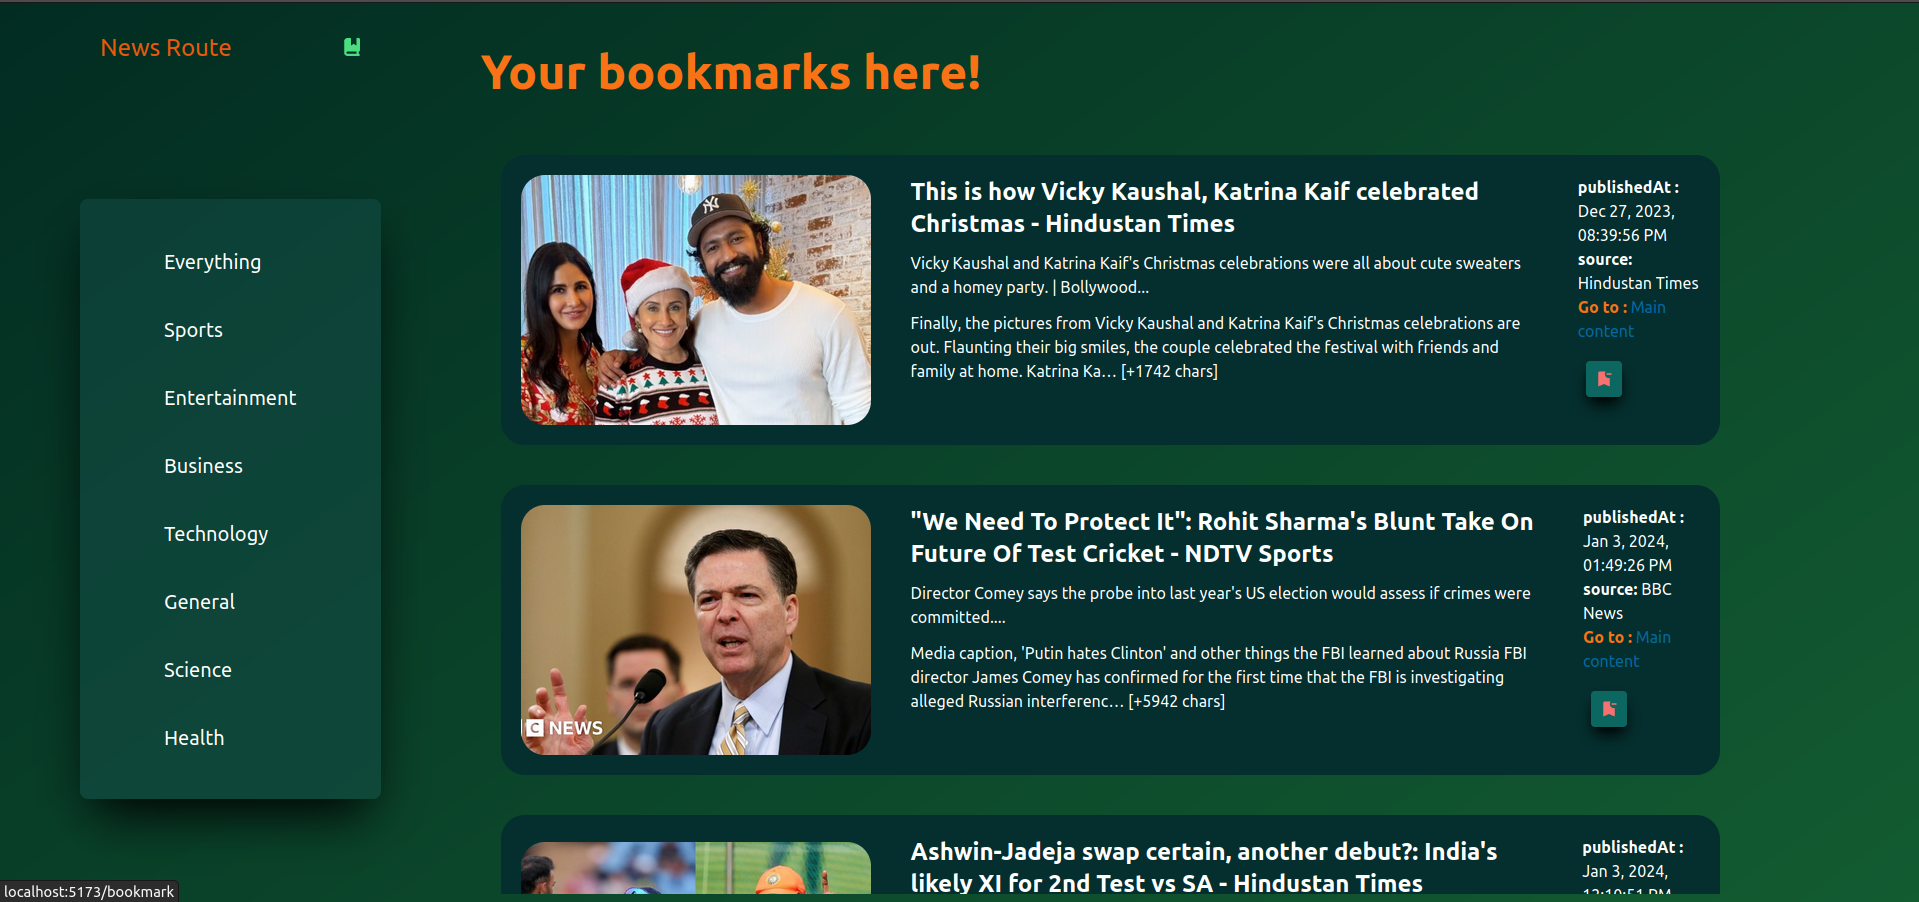 News Route
Your bookmarks here!
Everything
Sports
Entertainment
Business
Technology
General
Science
Health
This is how Vicky Kaushal, Katrina Kaif celebrated
Christmas - Hindustan Times
Vicky Kaushal and Katrina Kaif's Christmas celebrations were all about cute sweaters
and a homey party. | Bollywood...
Finally, the pictures from Vicky Kaushal and Katrina Kaif's Christmas celebrations are
out. Flaunting their big smiles, the couple celebrated the festival with friends and
family at home. Katrina Ka… [+1742 chars]
publishedAt :
Dec 27, 2023,
08:39:56 PM
source:
Hindustan Times
Go to : Main
content
C NEWS
"We Need To Protect It": Rohit Sharma's Blunt Take On
Future Of Test Cricket - NDTV Sports
Director Comey says the probe into last year's US election would assess if crimes were
committed....
Media caption, 'Putin hates Clinton' and other things the FBI learned about Russia FBI
director James Comey has confirmed for the first time that the FBI is investigating
alleged Russian interferenc… [+5942 chars]
publishedAt :
Jan 3, 2024,
01:49:26 PM
source: BBC
News
Go to : Main
content
Ashwin-Jadeja swap certain, another debut?: India's
likely XI for 2nd Test vs SA - Hindustan Times
publishedAt :
Jan 3, 2024,
12:10:51 PM
localhost:5173/bookmark